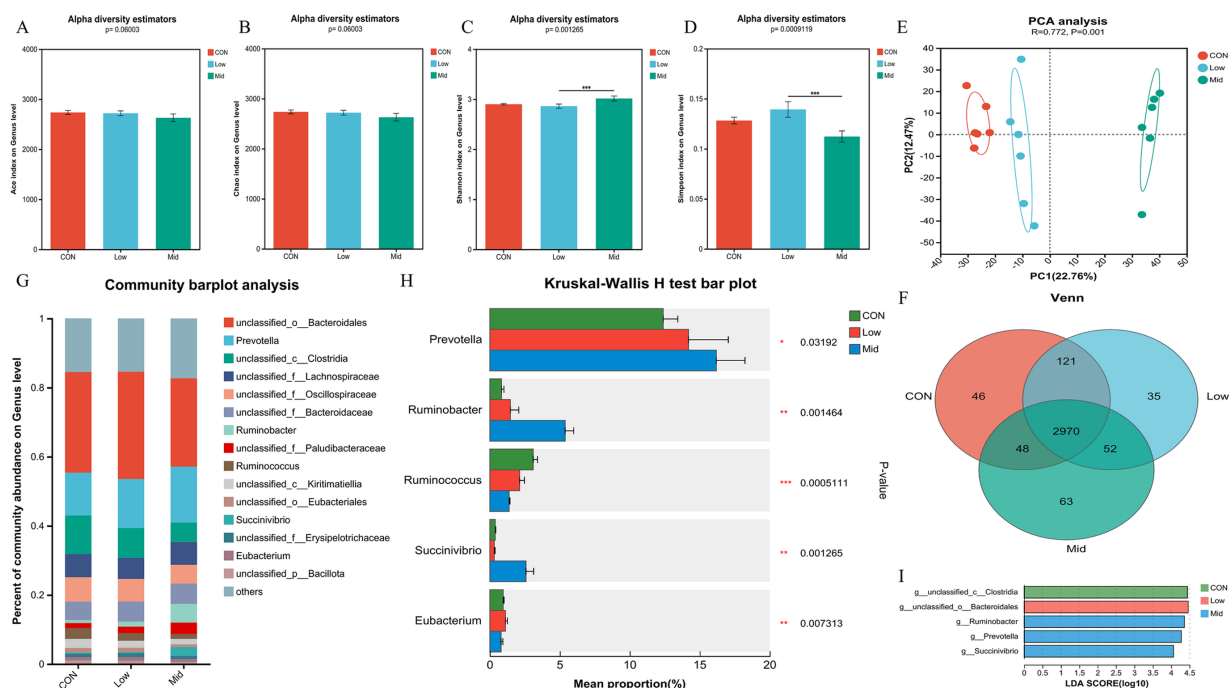 A
Alpha diversity estimators
p= 0.06003
Ace index on Genus level
4000
3000
2000
1000
0
CON
Low
Mid
CON
Low
Mid
B
Alpha diversity estimators
p= 0.06003
Chao index on Genus level
4000
3000
2000
1000
0
CON
Low
Mid
CON
Low
Mid
C
Alpha diversity estimators
p= 0.001265
Shannon index on Genus level
4
3
2
1
0
***
CON
Low
Mid
CON
Low
Mid
D
Alpha diversity estimators
p= 0.0009119
Simpson index on Genus level
0.2
0.15
0.1
0.05
0
***
CON
Low
Mid
CON
Low
Mid
E
PCA analysis
R=0.772, P=0.001
CON
Low
Mid
PC2(12.47%)
40
30
20
10
0
-10
-20
-30
-40
-50
-40
-30
-20
-10
0
10
20
30
40
50
PC1(22.76%)
G
Community barplot analysis
Percent of community abundance on Genus level
1
0.8
0.6
0.4
0.2
0
CON
Low
Mid
unclassified_o__Bacteroidales
Prevotella
unclassified_c__Clostridia
unclassified_f__Lachnospiraceae
unclassified_f__Oscillospiraceae
unclassified_f__Bacteroidaceae
Ruminobacter
unclassified_f__Paludibacteraceae
Ruminococcus
unclassified_c__Kiritimatiellia
unclassified_o__Eubacteriales
Succinivibrio
unclassified_f__Erysipelotrichaceae
Eubacterium
unclassified_p__Bacillota
others
H
Kruskal-Wallis H test bar plot
CON
Low
Mid
Prevotella
* 0.03192
Ruminobacter
** 0.001464
Ruminococcus
*** 0.0005111
Succinivibrio
** 0.001265
Eubacterium
** 0.007313
P-value
0
5
10
15
20
Mean proportion(%)
F
Venn
CON
Low
Mid
46
121
35
2970
48
52
63
I
g__unclassified_c__Clostridia
g__unclassified_o__Bacteroidales
g__Ruminobacter
g__Prevotella
g__Succinivibrio
CON
Low
Mid
0
0.5
1
1.5
2
2.5
3
3.5
4
4.5
LDA SCORE(log10)